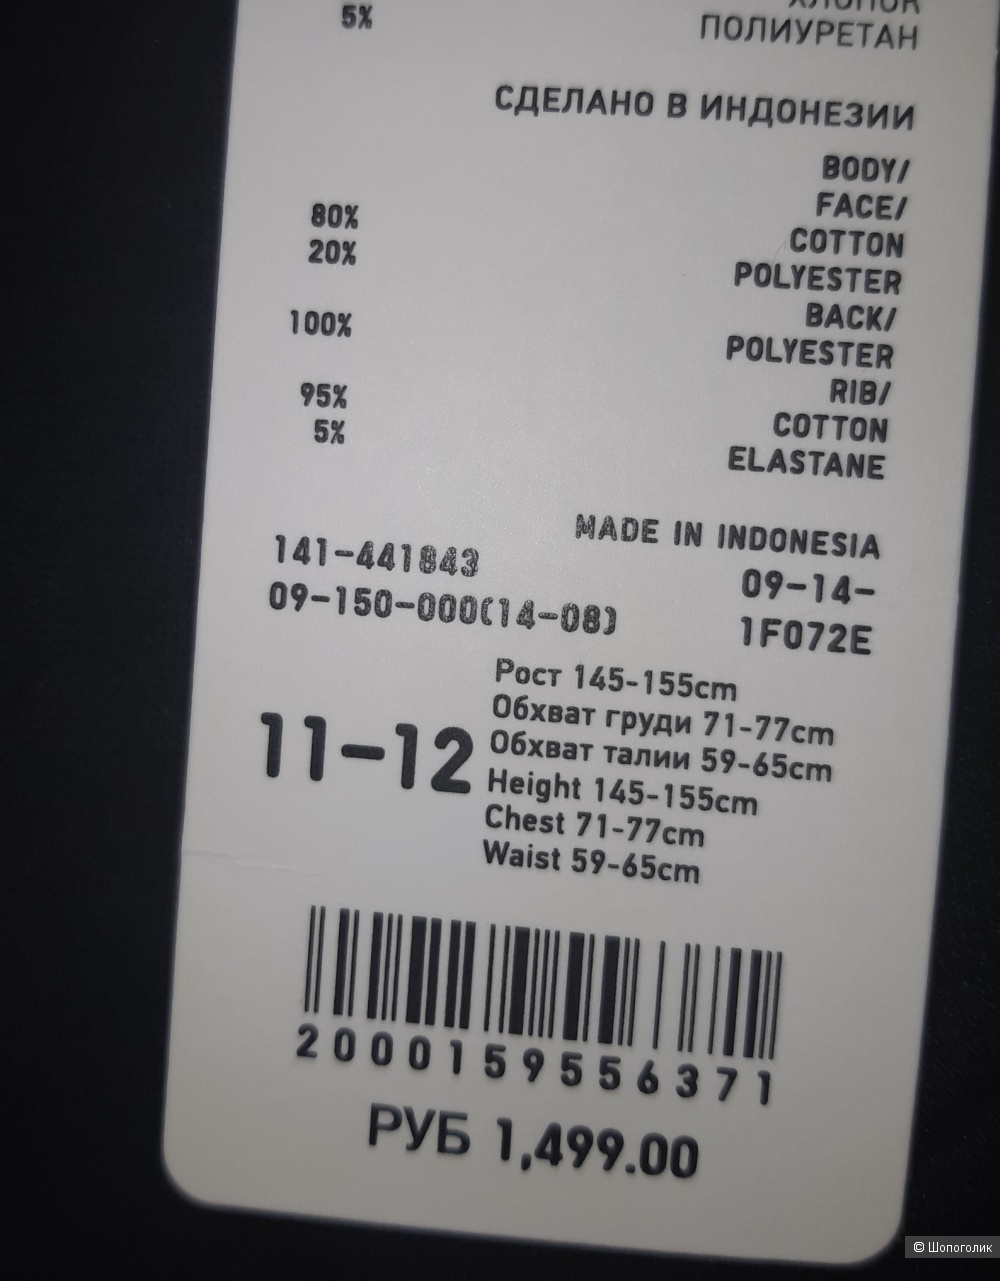 ХЛОПОК
5% ПОЛИУРЕТАН
СДЕЛАНО В ИНДОНЕЗИИ
BODY/
FACE/
80% COTTON
20% POLYESTER
BACK/
100% POLYESTER
RIB/
95% COTTON
5% ELASTANE
MADE IN INDONESIA
141-441843 09-14-
09-150-000(14-08) 1F072E
11-12
Рост 145-155cm
Обхват груди 71-77cm
Обхват талии 59-65cm
Height 145-155cm
Chest 71-77cm
Waist 59-65cm
2000159556371
РУБ 1,499.00
© Шопоголик